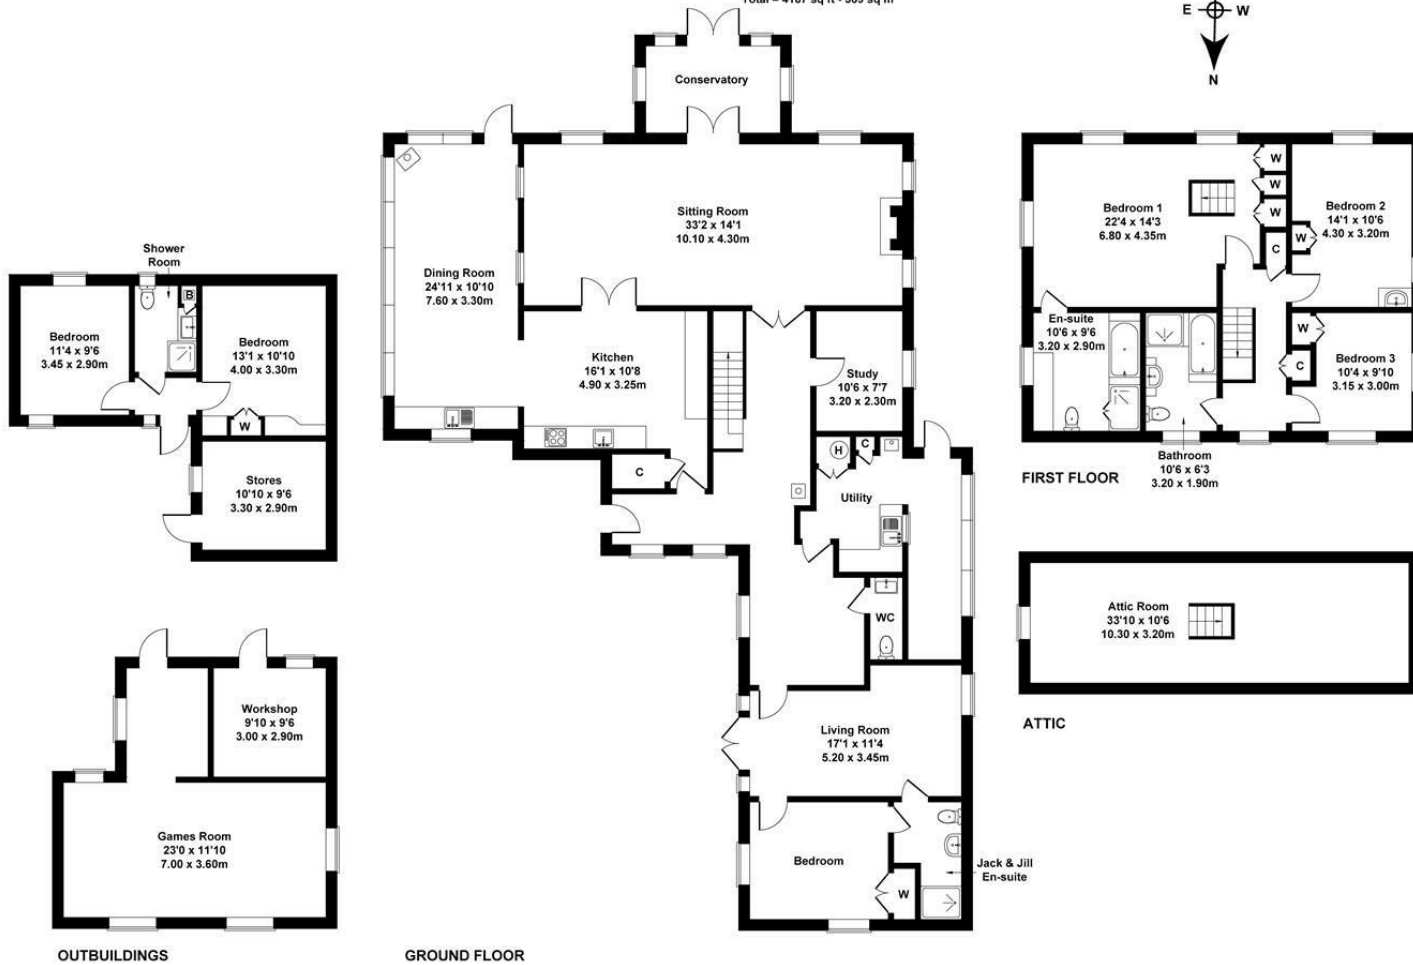 E W
N
Conservatory
Sitting Room
33'2 x 14'1
10.10 x 4.30m
Dining Room
24'11 x 10'10
7.60 x 3.30m
Kitchen
16'1 x 10'8
4.90 x 3.25m
Study
10'6 x 7'7
3.20 x 2.30m
C
H
C
Utility
WC
Living Room
17'1 x 11'4
5.20 x 3.45m
Bedroom
W
Jack & Jill
En-suite
GROUND FLOOR
Shower
Room
B
Bedroom
11'4 x 9'6
3.45 x 2.90m
Bedroom
13'1 x 10'10
4.00 x 3.30m
W
Stores
10'10 x 9'6
3.30 x 2.90m
Workshop
9'10 x 9'6
3.00 x 2.90m
Games Room
23'0 x 11'10
7.00 x 3.60m
OUTBUILDINGS
Bedroom 1
22'4 x 14'3
6.80 x 4.35m
W
W
W
C
W
Bedroom 2
14'1 x 10'6
4.30 x 3.20m
En-suite
10'6 x 9'6
3.20 x 2.90m
W
C
Bedroom 3
10'4 x 9'10
3.15 x 3.00m
Bathroom
10'6 x 6'3
3.20 x 1.90m
FIRST FLOOR
Attic Room
33'10 x 10'6
10.30 x 3.20m
ATTIC